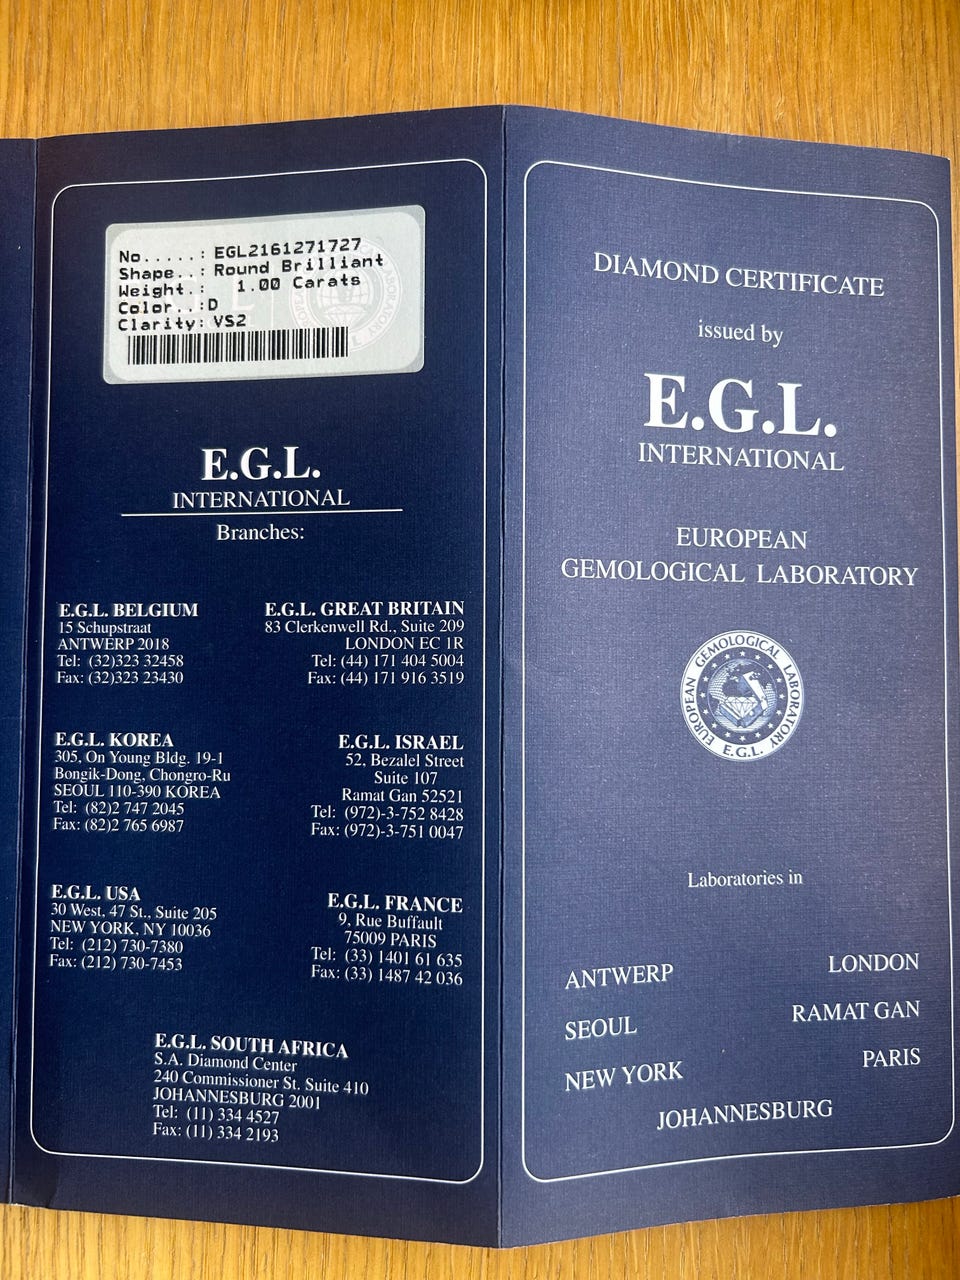 No.....: EGL2161271727
Shape..: Round Brilliant
Weight.: 1.00 Carats
Color..:D
Clarity: VS2
E.G.L.
INTERNATIONAL
Branches:
E.G.L. BELGIUM
15 Schupstraat
ANTWERP 2018
Tel: (32)323 32458
Fax: (32)323 23430
E.G.L. GREAT BRITAIN
83 Clerkenwell Rd., Suite 209
LONDON EC 1R
Tel: (44) 171 404 5004
Fax: (44) 171 916 3519
E.G.L. KOREA
305, On Young Bldg. 19-1
Bongik-Dong, Chongro-Ru
SEOUL 110-390 KOREA
Tel: (82)2 747 2045
Fax: (82)2 765 6987
E.G.L. ISRAEL
52, Bezalel Street
Suite 107
Ramat Gan 52521
Tel: (972)-3-752 8428
Fax: (972)-3-751 0047
E.G.L. USA
30 West, 47 St., Suite 205
NEW YORK, NY 10036
Tel: (212) 730-7380
Fax: (212) 730-7453
E.G.L. FRANCE
9, Rue Buffault
75009 PARIS
Tel: (33) 1401 61 635
Fax: (33) 1487 42 036
E.G.L. SOUTH AFRICA
S.A. Diamond Center
240 Commissioner St. Suite 410
JOHANNESBURG 2001
Tel: (11) 334 4527
Fax: (11) 334 2193
DIAMOND CERTIFICATE
issued by
E.G.L.
INTERNATIONAL
EUROPEAN
GEMOLOGICAL LABORATORY
EUROPEAN GEMOLOGICAL LABORATORY
E.G.L.
Laboratories in
ANTWERP
LONDON
SEOUL
RAMAT GAN
NEW YORK
PARIS
JOHANNESBURG